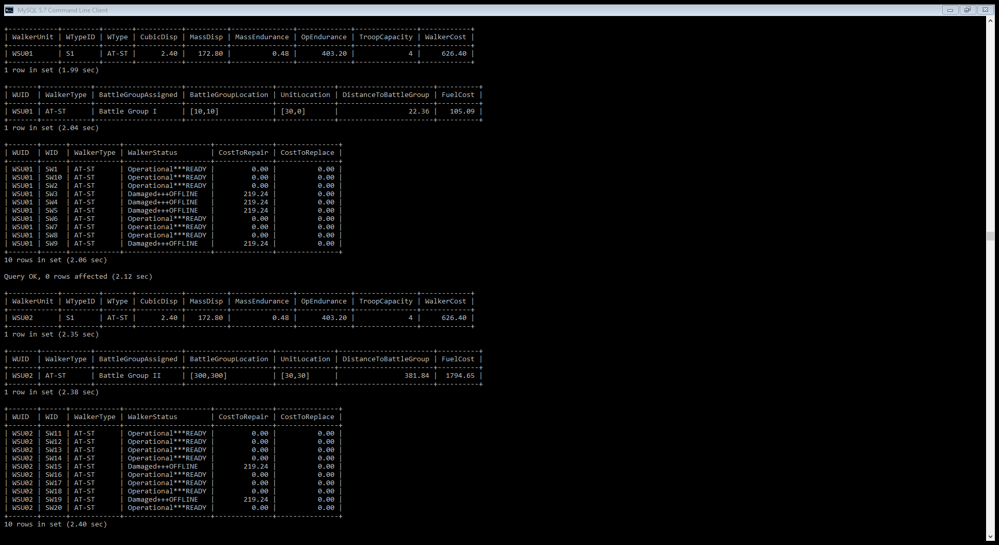 MySQL 5.7 Command Line Client
+------------+---------+-------+-----------+----------+---------------+-------------+---------------+------------+
| WalkerUnit | WTypeID | WType | CubicDisp | MassDisp | MassEndurance | OpEndurance | TroopCapacity | WalkerCost |
+------------+---------+-------+-----------+----------+---------------+-------------+---------------+------------+
| WSU01      | S1      | AT-ST |      2.40 |   172.80 |          0.48 |      403.20 |             4 |     626.40 |
+------------+---------+-------+-----------+----------+---------------+-------------+---------------+------------+
1 row in set (1.99 sec)
+-------+------------+---------------------+---------------------+--------------+-----------------------+----------+
| WUID  | WalkerType | BattleGroupAssigned | BattleGroupLocation | UnitLocation | DistanceToBattleGroup | FuelCost |
+-------+------------+---------------------+---------------------+--------------+-----------------------+----------+
| WSU01 | AT-ST      | Battle Group I      | [10,10]             | [30,0]       |                 22.36 |   105.09 |
+-------+------------+---------------------+---------------------+--------------+-----------------------+----------+
1 row in set (2.04 sec)
+-------+------+------------+---------------------+--------------+---------------+
| WUID  | WID  | WalkerType | WalkerStatus        | CostToRepair | CostToReplace |
+-------+------+------------+---------------------+--------------+---------------+
| WSU01 | SW1  | AT-ST      | Operational***READY |         0.00 |          0.00 |
| WSU01 | SW10 | AT-ST      | Operational***READY |         0.00 |          0.00 |
| WSU01 | SW2  | AT-ST      | Operational***READY |         0.00 |          0.00 |
| WSU01 | SW3  | AT-ST      | Damaged+++OFFLINE   |       219.24 |          0.00 |
| WSU01 | SW4  | AT-ST      | Damaged+++OFFLINE   |       219.24 |          0.00 |
| WSU01 | SW5  | AT-ST      | Damaged+++OFFLINE   |       219.24 |          0.00 |
| WSU01 | SW6  | AT-ST      | Operational***READY |         0.00 |          0.00 |
| WSU01 | SW7  | AT-ST      | Operational***READY |         0.00 |          0.00 |
| WSU01 | SW8  | AT-ST      | Operational***READY |         0.00 |          0.00 |
| WSU01 | SW9  | AT-ST      | Damaged+++OFFLINE   |       219.24 |          0.00 |
+-------+------+------------+---------------------+--------------+---------------+
10 rows in set (2.06 sec)
Query OK, 0 rows affected (2.12 sec)
+------------+---------+-------+-----------+----------+---------------+-------------+---------------+------------+
| WalkerUnit | WTypeID | WType | CubicDisp | MassDisp | MassEndurance | OpEndurance | TroopCapacity | WalkerCost |
+------------+---------+-------+-----------+----------+---------------+-------------+---------------+------------+
| WSU02      | S1      | AT-ST |      2.40 |   172.80 |          0.48 |      403.20 |             4 |     626.40 |
+------------+---------+-------+-----------+----------+---------------+-------------+---------------+------------+
1 row in set (2.35 sec)
+-------+------------+---------------------+---------------------+--------------+-----------------------+----------+
| WUID  | WalkerType | BattleGroupAssigned | BattleGroupLocation | UnitLocation | DistanceToBattleGroup | FuelCost |
+-------+------------+---------------------+---------------------+--------------+-----------------------+----------+
| WSU02 | AT-ST      | Battle Group II     | [300,300]           | [30,30]      |                381.84 |  1794.65 |
+-------+------------+---------------------+---------------------+--------------+-----------------------+----------+
1 row in set (2.38 sec)
+-------+------+------------+---------------------+--------------+---------------+
| WUID  | WID  | WalkerType | WalkerStatus        | CostToRepair | CostToReplace |
+-------+------+------------+---------------------+--------------+---------------+
| WSU02 | SW11 | AT-ST      | Operational***READY |         0.00 |          0.00 |
| WSU02 | SW12 | AT-ST      | Operational***READY |         0.00 |          0.00 |
| WSU02 | SW13 | AT-ST      | Operational***READY |         0.00 |          0.00 |
| WSU02 | SW14 | AT-ST      | Operational***READY |         0.00 |          0.00 |
| WSU02 | SW15 | AT-ST      | Damaged+++OFFLINE   |       219.24 |          0.00 |
| WSU02 | SW16 | AT-ST      | Operational***READY |         0.00 |          0.00 |
| WSU02 | SW17 | AT-ST      | Operational***READY |         0.00 |          0.00 |
| WSU02 | SW18 | AT-ST      | Operational***READY |         0.00 |          0.00 |
| WSU02 | SW19 | AT-ST      | Damaged+++OFFLINE   |       219.24 |          0.00 |
| WSU02 | SW20 | AT-ST      | Operational***READY |         0.00 |          0.00 |
+-------+------+------------+---------------------+--------------+---------------+
10 rows in set (2.40 sec)